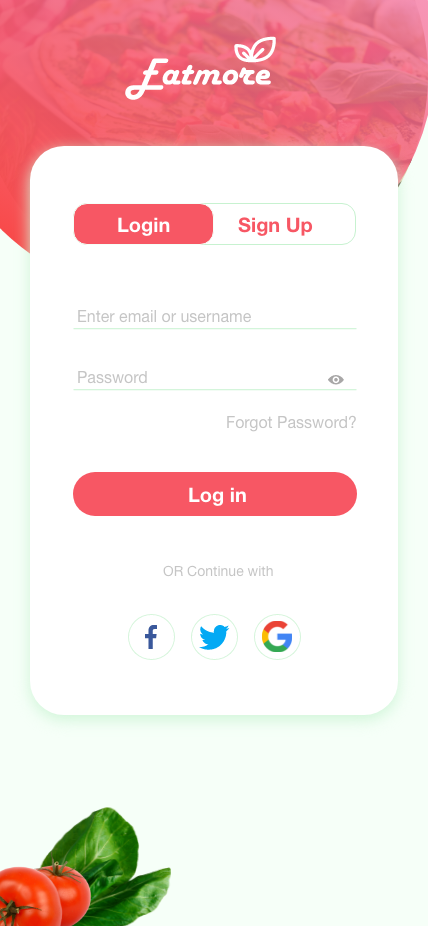 Eatmore
Login
Sign Up
Enter email or username
Password
Forgot Password?
Log in
OR Continue with